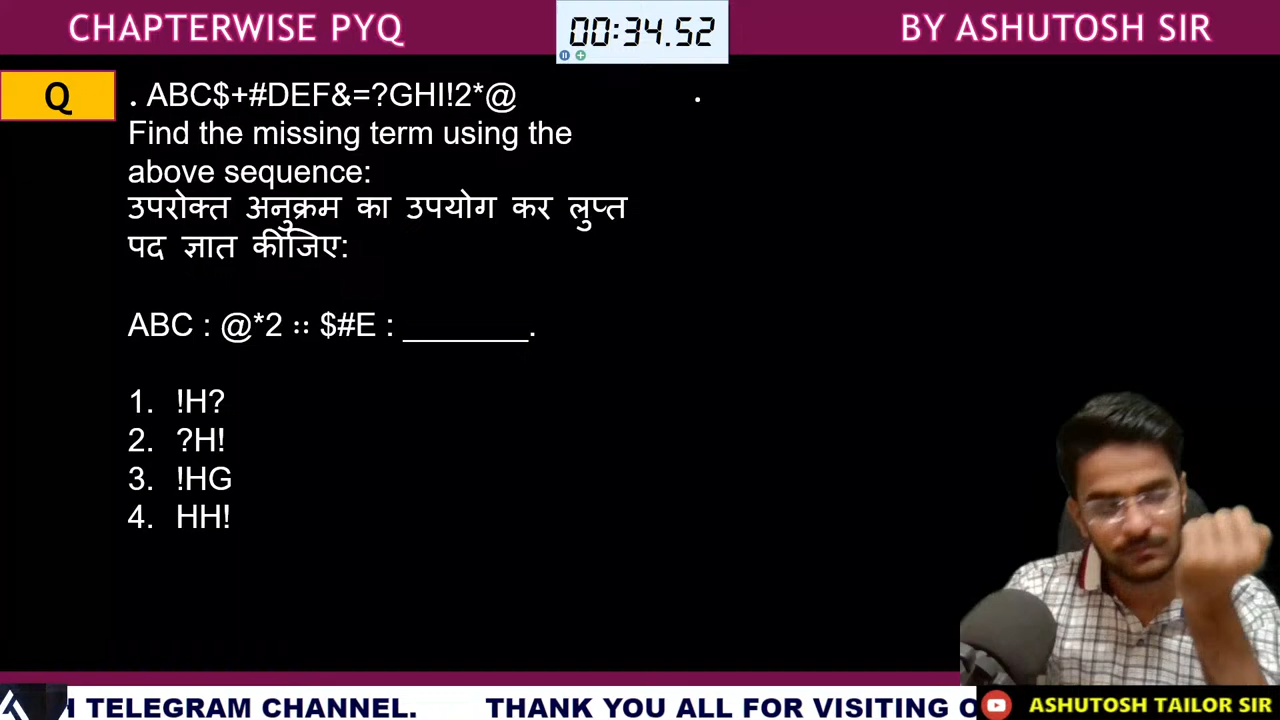 CHAPTERWISE PYQ
00:34.52
BY ASHUTOSH SIR
Q
. ABC$+#DEF&=?GHI!2*@
Find the missing term using the
above sequence:
उपरोक्त अनुक्रम का उपयोग कर लुप्त
पद ज्ञात कीजिए:
ABC : @*2 :: $#E : _______.
1. !H?
2. ?H!
3. !HG
4. HH!
TELEGRAM CHANNEL. THANK YOU ALL FOR VISITING
ASHUTOSH TAILOR SIR